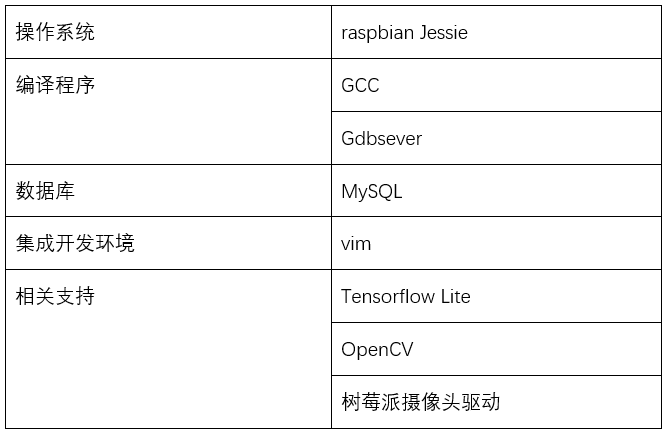 操作系统
raspbian Jessie
编译程序
GCC
Gdbsever
数据库
MySQL
集成开发环境
vim
相关支持
Tensorflow Lite
OpenCV
树莓派摄像头驱动